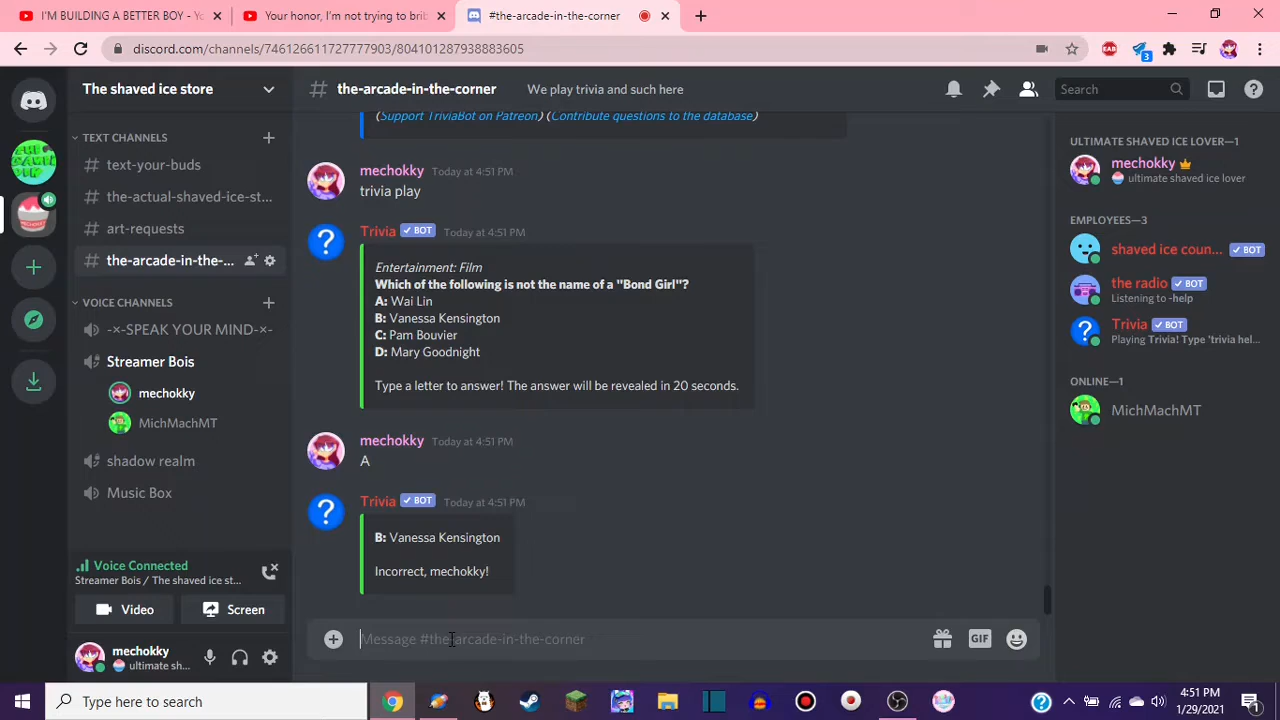 I'M BUILDING A BETTER BOY - Y
Your honor, I'm not trying to brib
#the-arcade-in-the-corner
discord.com/channels/746126611727777903/804101287938883605
EAB
3
The shaved ice store
the-arcade-in-the-corner
We play trivia and such here
Search
TEXT CHANNELS
text-your-buds
the-actual-shaved-ice-st...
art-requests
the-arcade-in-the-...
VOICE CHANNELS
-×-SPEAK YOUR MIND-×-
Streamer Bois
mechokky
MichMachMT
shadow realm
Music Box
Voice Connected
Streamer Bois / The shaved ice st...
Video
Screen
mechokky
ultimate sh...
(Support TriviaBot on Patreon) (Contribute questions to the database)
mechokky Today at 4:51 PM
trivia play
Trivia BOT Today at 4:51 PM
Entertainment: Film
Which of the following is not the name of a "Bond Girl"?
A: Wai Lin
B: Vanessa Kensington
C: Pam Bouvier
D: Mary Goodnight
Type a letter to answer! The answer will be revealed in 20 seconds.
mechokky Today at 4:51 PM
A
Trivia BOT Today at 4:51 PM
B: Vanessa Kensington
Incorrect, mechokky!
Message #the-arcade-in-the-corner
GIF
ULTIMATE SHAVED ICE LOVER—1
mechokky
ultimate shaved ice lover
EMPLOYEES—3
shaved ice coun... BOT
the radio BOT
Listening to -help
Trivia BOT
Playing Trivia! Type 'trivia hel...
ONLINE—1
MichMachMT
Type here to search
4:51 PM
1/29/2021
1